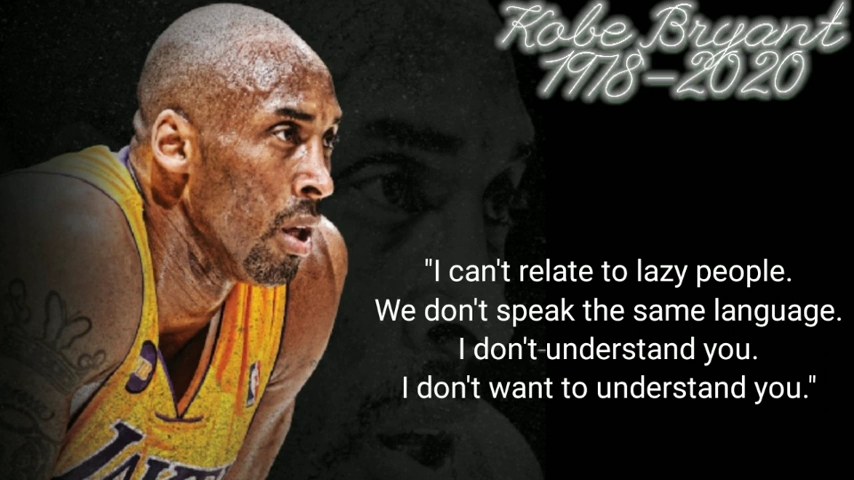 Kobe Bryant
1978-2020
"I can't relate to lazy people.
We don't speak the same language.
I don't-understand you.
I don't want to understand you."